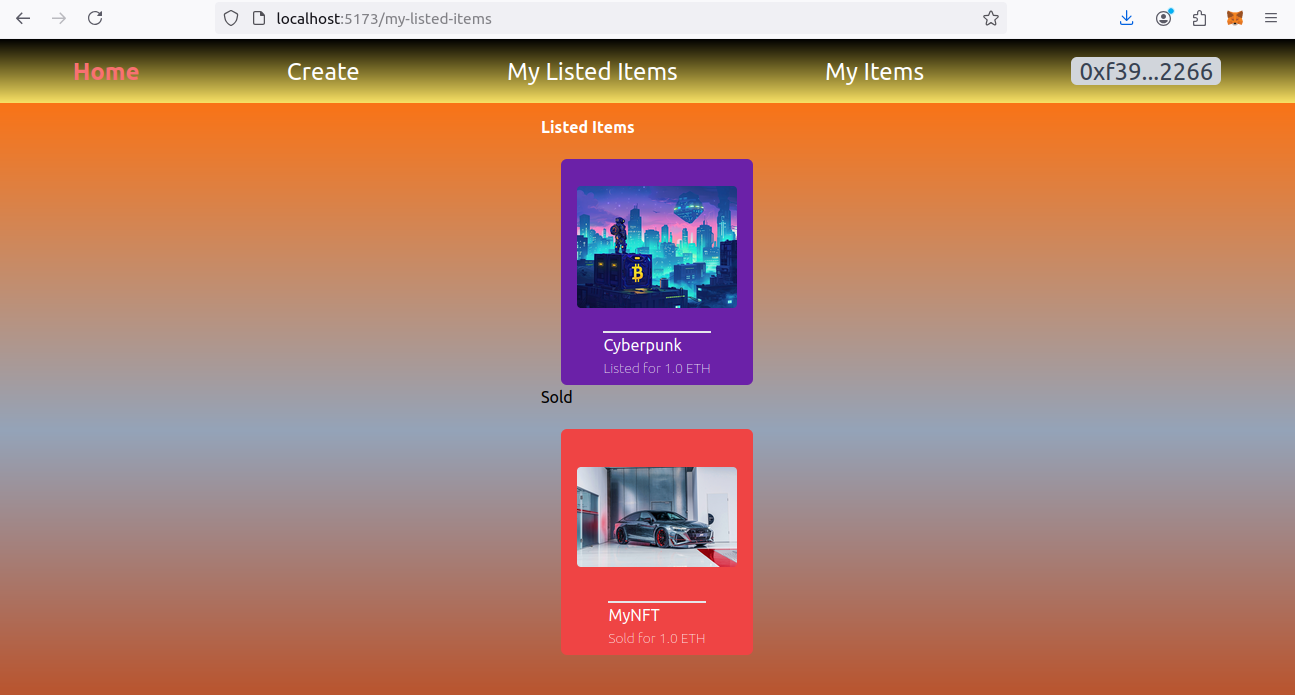 localhost:5173/my-listed-items
Home Create My Listed Items My Items 0xf39...2266
Listed Items
Cyberpunk
Listed for 1.0 ETH
Sold
MyNFT
Sold for 1.0 ETH